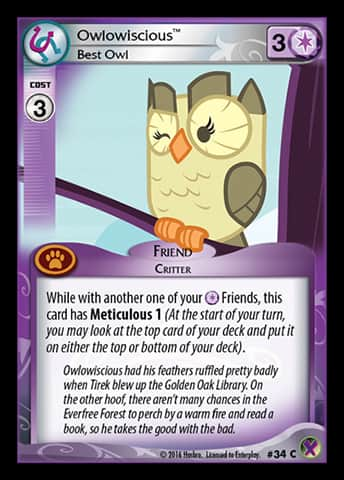 Owlowiscious™
Best Owl
3
COST
3
FRIEND
CRITTER
While with another one of your Friends, this
card has Meticulous 1 (At the start of your turn,
you may look at the top card of your deck and put it
on either the top or bottom of your deck).
Owlowiscious had his feathers ruffled pretty badly
when Tirek blew up the Golden Oak Library. On
the other hoof, there aren't many chances in the
Everfree Forest to perch by a warm fire and read a
book, so he takes the good with the bad.
© 2016 Hasbro. Licensed to Enterplay. #34 C